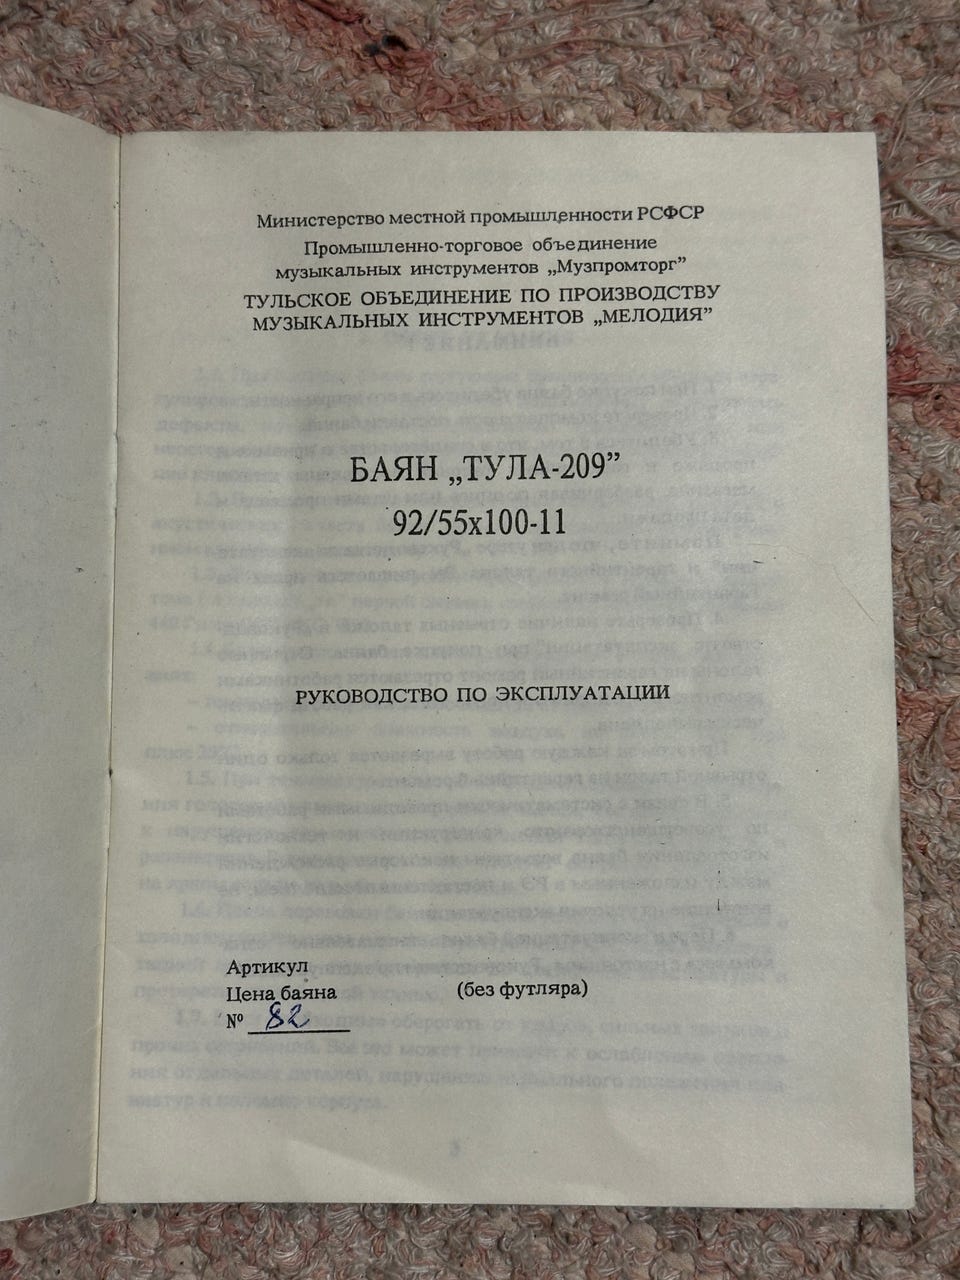 Министерство местной промышленности РСФСР
Промышленно-торговое объединение
музыкальных инструментов „Музпромторг”
ТУЛЬСКОЕ ОБЪЕДИНЕНИЕ ПО ПРОИЗВОДСТВУ
МУЗЫКАЛЬНЫХ ИНСТРУМЕНТОВ „МЕЛОДИЯ”
БАЯН „ТУЛА-209”
92/55х100-11
РУКОВОДСТВО ПО ЭКСПЛУАТАЦИИ
Артикул
Цена баяна (без футляра)
№ 82